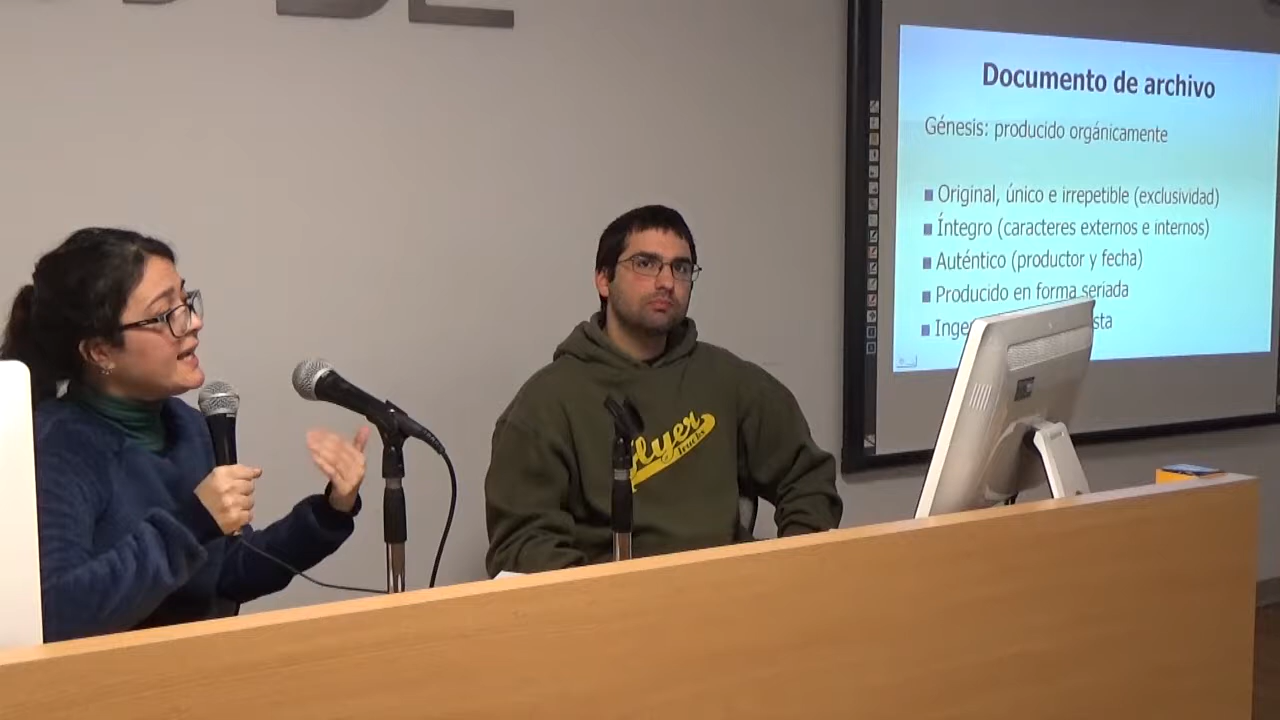 Documento de archivo
Génesis: producido orgánicamente
■ Original, único e irrepetible (exclusividad)
■ Íntegro (caracteres externos e internos)
■ Auténtico (productor y fecha)
■ Producido en forma seriada
Trucks